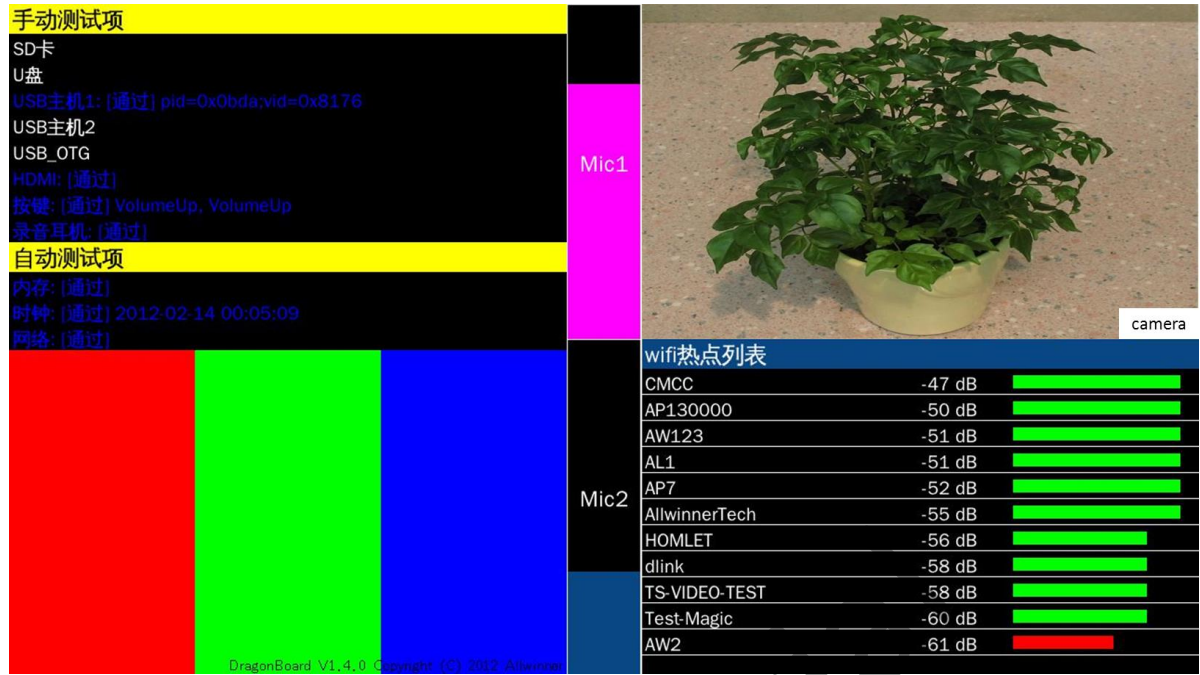 手动测试项
SD卡
U盘
USB主机1: [通过] pid=0x0bda;vid=0x8176
USB主机2
USB_OTG
HDMI: [通过]
按键: [通过] VolumeUp, VolumeUp
录音耳机: [通过]
自动测试项
内存: [通过]
时钟: [通过] 2012-02-14 00:05:09
网络: [通过]
DragonBoard V1.4.0 Copyright (C) 2012 Allwinner
Mic1
Mic2
camera
wifi热点列表
CMCC -47 dB
AP130000 -50 dB
AW123 -51 dB
AL1 -51 dB
AP7 -52 dB
AllwinnerTech -55 dB
HOMLET -56 dB
dlink -58 dB
TS-VIDEO-TEST -58 dB
Test-Magic -60 dB
AW2 -61 dB